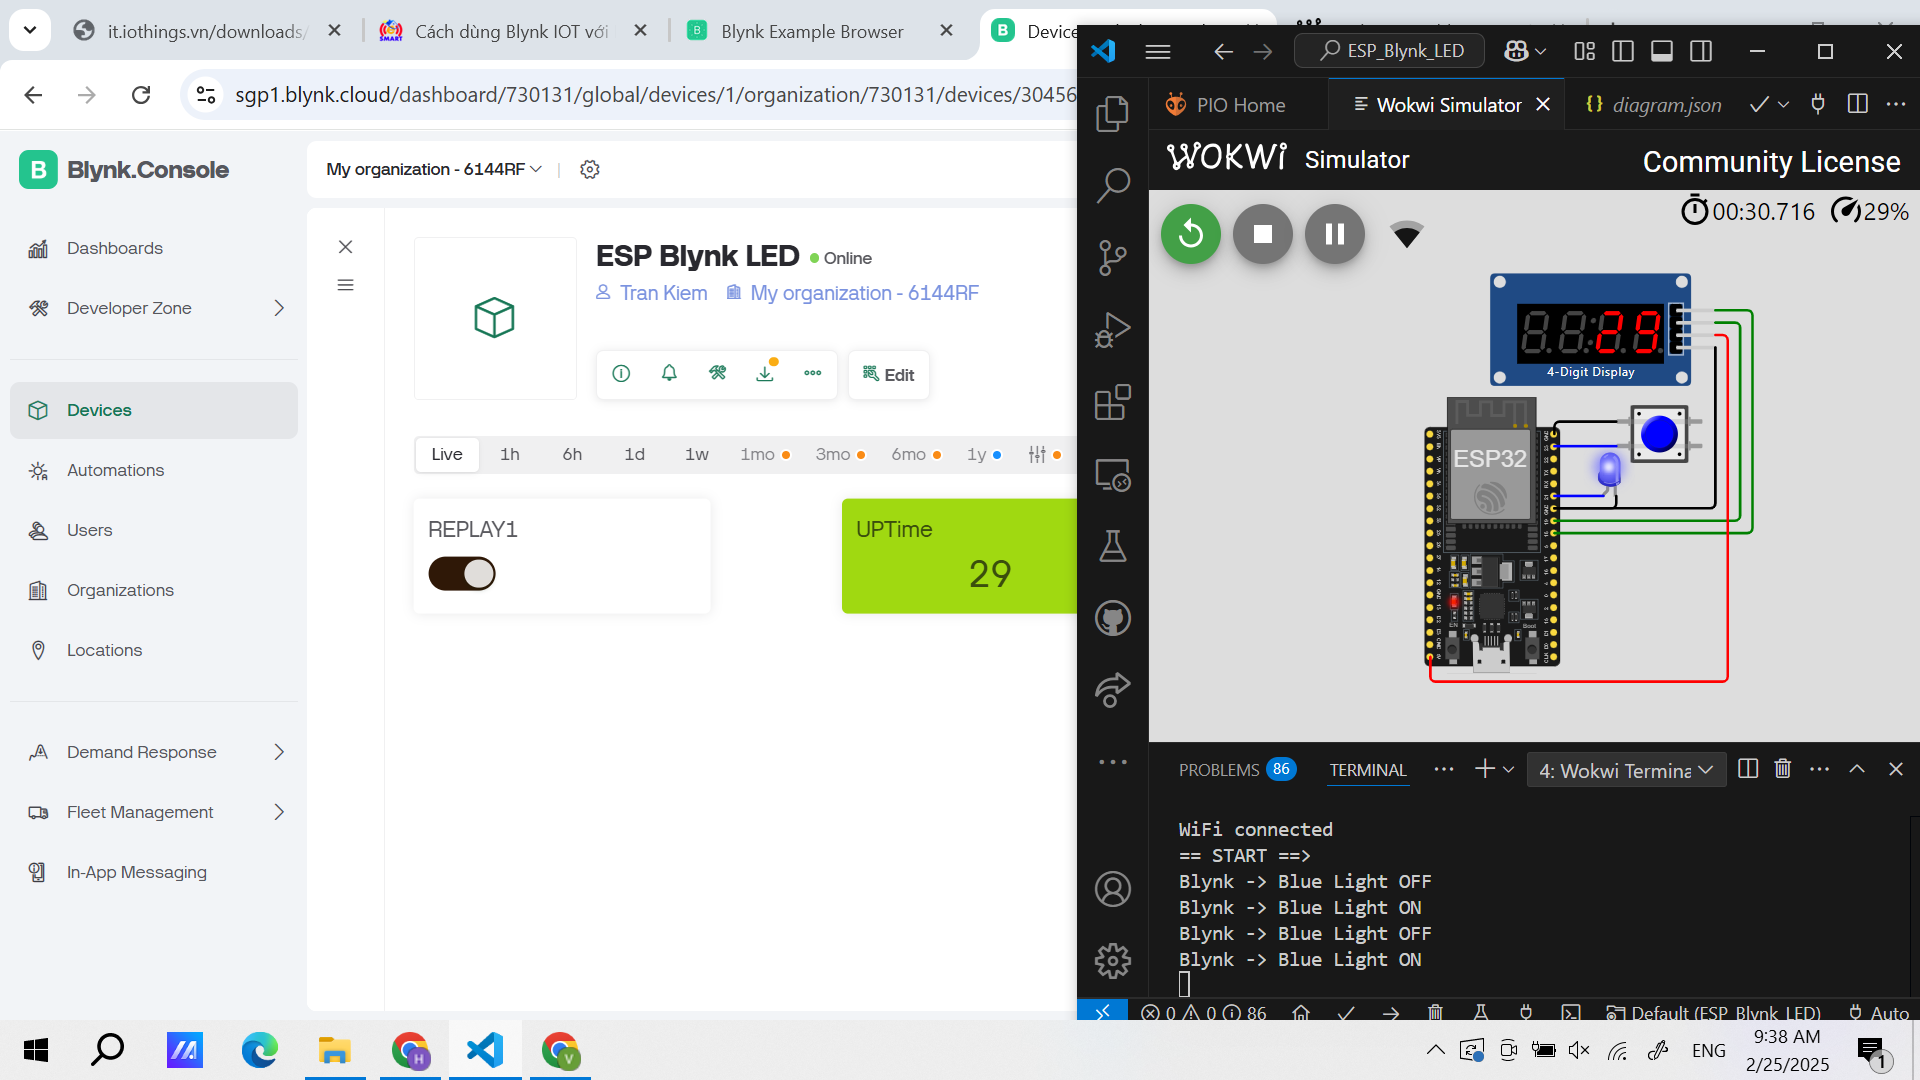 it.iothings.vn/downloads/
Cách dùng Blynk IOT với
Blynk Example Browser
Device
sgp1.blynk.cloud/dashboard/730131/global/devices/1/organization/730131/devices/30456
B Blynk.Console
My organization - 6144RF
Dashboards
Developer Zone
Devices
Automations
Users
Organizations
Locations
Demand Response
Fleet Management
In-App Messaging
ESP Blynk LED Online
Tran Kiem My organization - 6144RF
Edit
Live 1h 6h 1d 1w 1mo 3mo 6mo 1y
REPLAY1
UPTime
29
ESP_Blynk_LED
PIO Home
Wokwi Simulator
{} diagram.json
WOKWi Simulator
Community License
00:30.716 29%
29
4-Digit Display
ESP32
EN Boot
PROBLEMS 86
TERMINAL
4: Wokwi Termina
WiFi connected
== START ==>
Blynk -> Blue Light OFF
Blynk -> Blue Light ON
Blynk -> Blue Light OFF
Blynk -> Blue Light ON
0 0 86
Default (ESP_Blynk_LED)
Auto
H
V
ENG
9:38 AM
2/25/2025
1